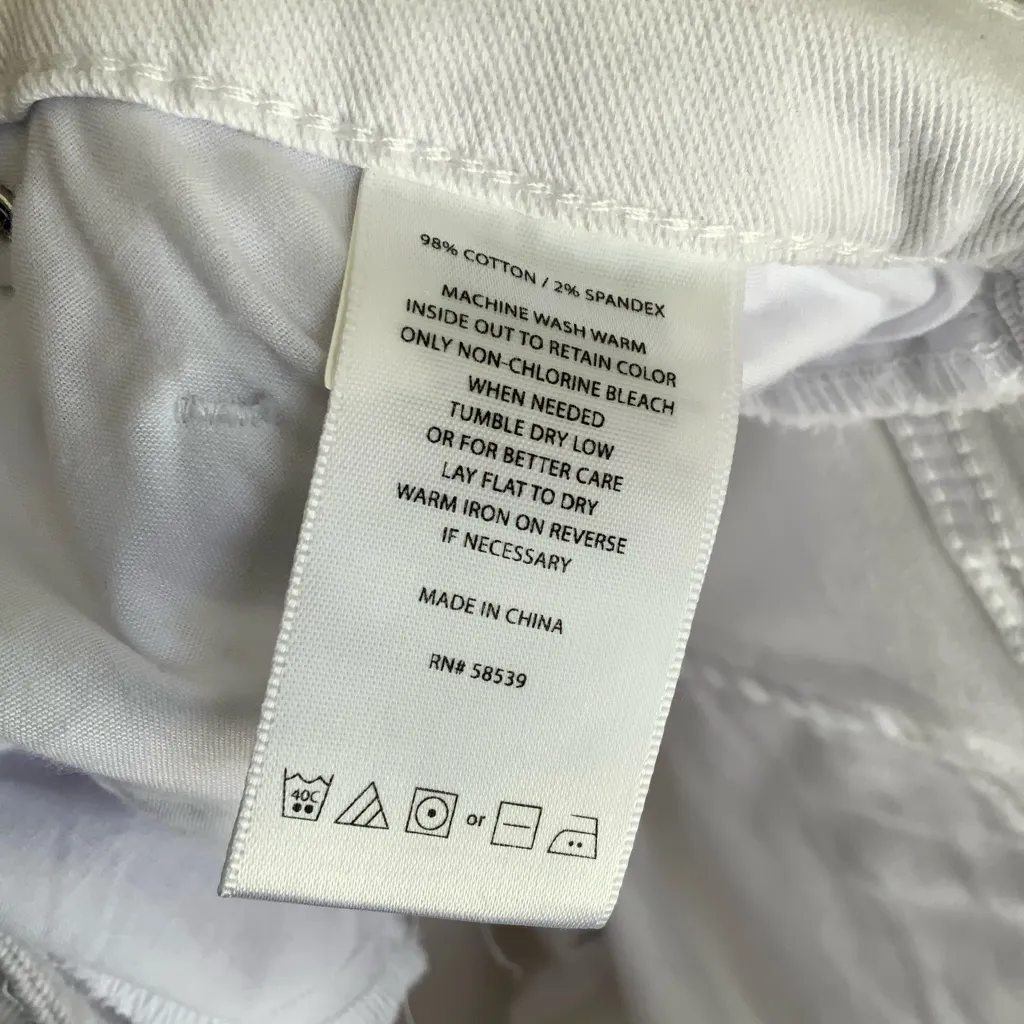 98% COTTON / 2% SPANDEX
MACHINE WASH WARM
INSIDE OUT TO RETAIN COLOR
ONLY NON-CHLORINE BLEACH
WHEN NEEDED
TUMBLE DRY LOW
OR FOR BETTER CARE
LAY FLAT TO DRY
WARM IRON ON REVERSE
IF NECESSARY
MADE IN CHINA
RN# 58539
40C or